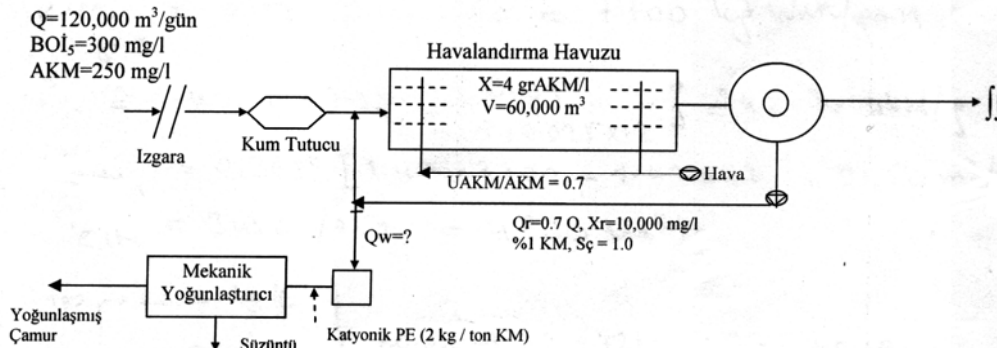 Q=120,000 m³/gün
BOİ₅=300 mg/l
AKM=250 mg/l
Havalandırma Havuzu
X=4 grAKM/l
V=60,000 m³
Izgara
Kum Tutucu
UAKM/AKM = 0.7
Hava
Qr=0.7 Q, Xr=10,000 mg/l
%1 KM, Sç = 1.0
Qw=?
Mekanik
Yoğunlaştırıcı
Yoğunlaşmış
Çamur
Süzüntü
Katyonik PE (2 kg / ton KM)